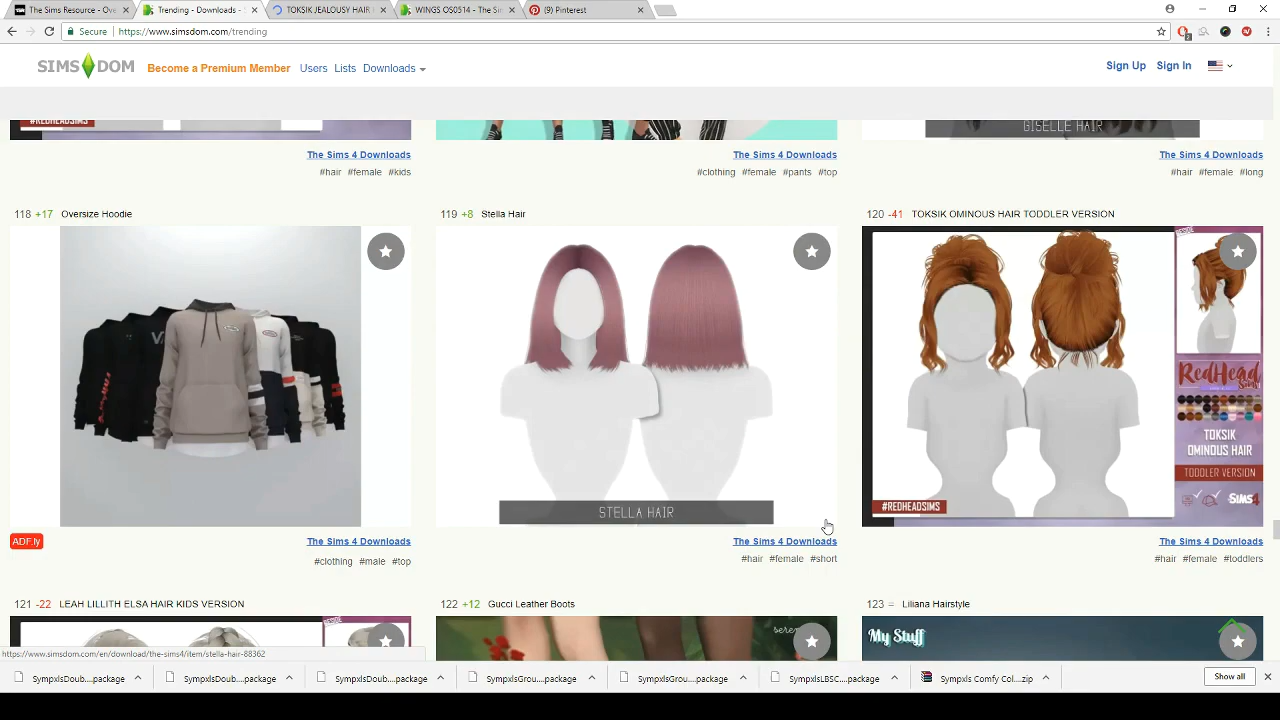 The Sims Resource - Ove
Trending - Downloads - S
TOKSIK JEALOUSY HAIR
WINGS OS0514 - The Si
(9) Pinterest
Secure https://www.simsdom.com/trending
SIMS DOM Become a Premium Member Users Lists Downloads Sign Up Sign In
#REDHEADSIMS
GISELLE HAIR
The Sims 4 Downloads The Sims 4 Downloads The Sims 4 Downloads
#hair #female #kids #clothing #female #pants #top #hair #female #long
118 +17 Oversize Hoodie 119 +8 Stella Hair 120 -41 TOKSIK OMINOUS HAIR TODDLER VERSION
STELLA HAIR
RedHead
Sims
TOKSIK
OMINOUS HAIR
TODDLER VERSION
SIMS4
#REDHEADSIMS
ADF.ly The Sims 4 Downloads The Sims 4 Downloads The Sims 4 Downloads
#clothing #male #top #hair #female #short #hair #female #toddlers
121 -22 LEAH LILLITH ELSA HAIR KIDS VERSION 122 +12 Gucci Leather Boots 123 = Liliana Hairstyle
My Stuff
https://www.simsdom.com/en/download/the-sims4/item/stella-hair-88362
SympxlsDoub....package SympxlsDoub....package SympxlsGrou....package SympxlsGrou....package SympxlsLBSC....package Sympxls Comfy Col....zip Show all